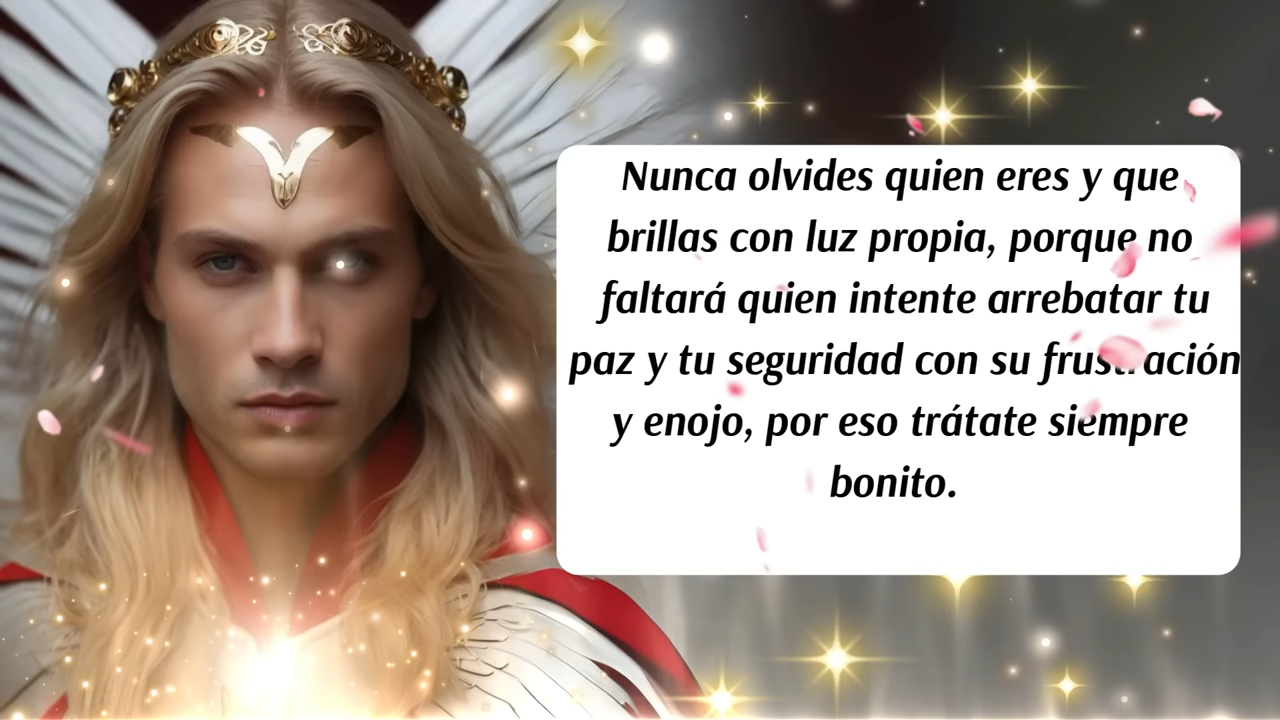 Nunca olvides quien eres y que
brillas con luz propia, porque no
faltará quien intente arrebatar tu
paz y tu seguridad con su frustración
y enojo, por eso trátate siempre
bonito.